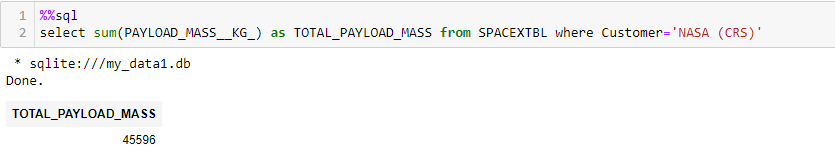 1 %%sql
2 select sum(PAYLOAD_MASS__KG_) as TOTAL_PAYLOAD_MASS from SPACEXTBL where Customer='NASA (CRS)'
* sqlite:///my_data1.db
Done.
TOTAL_PAYLOAD_MASS
45596